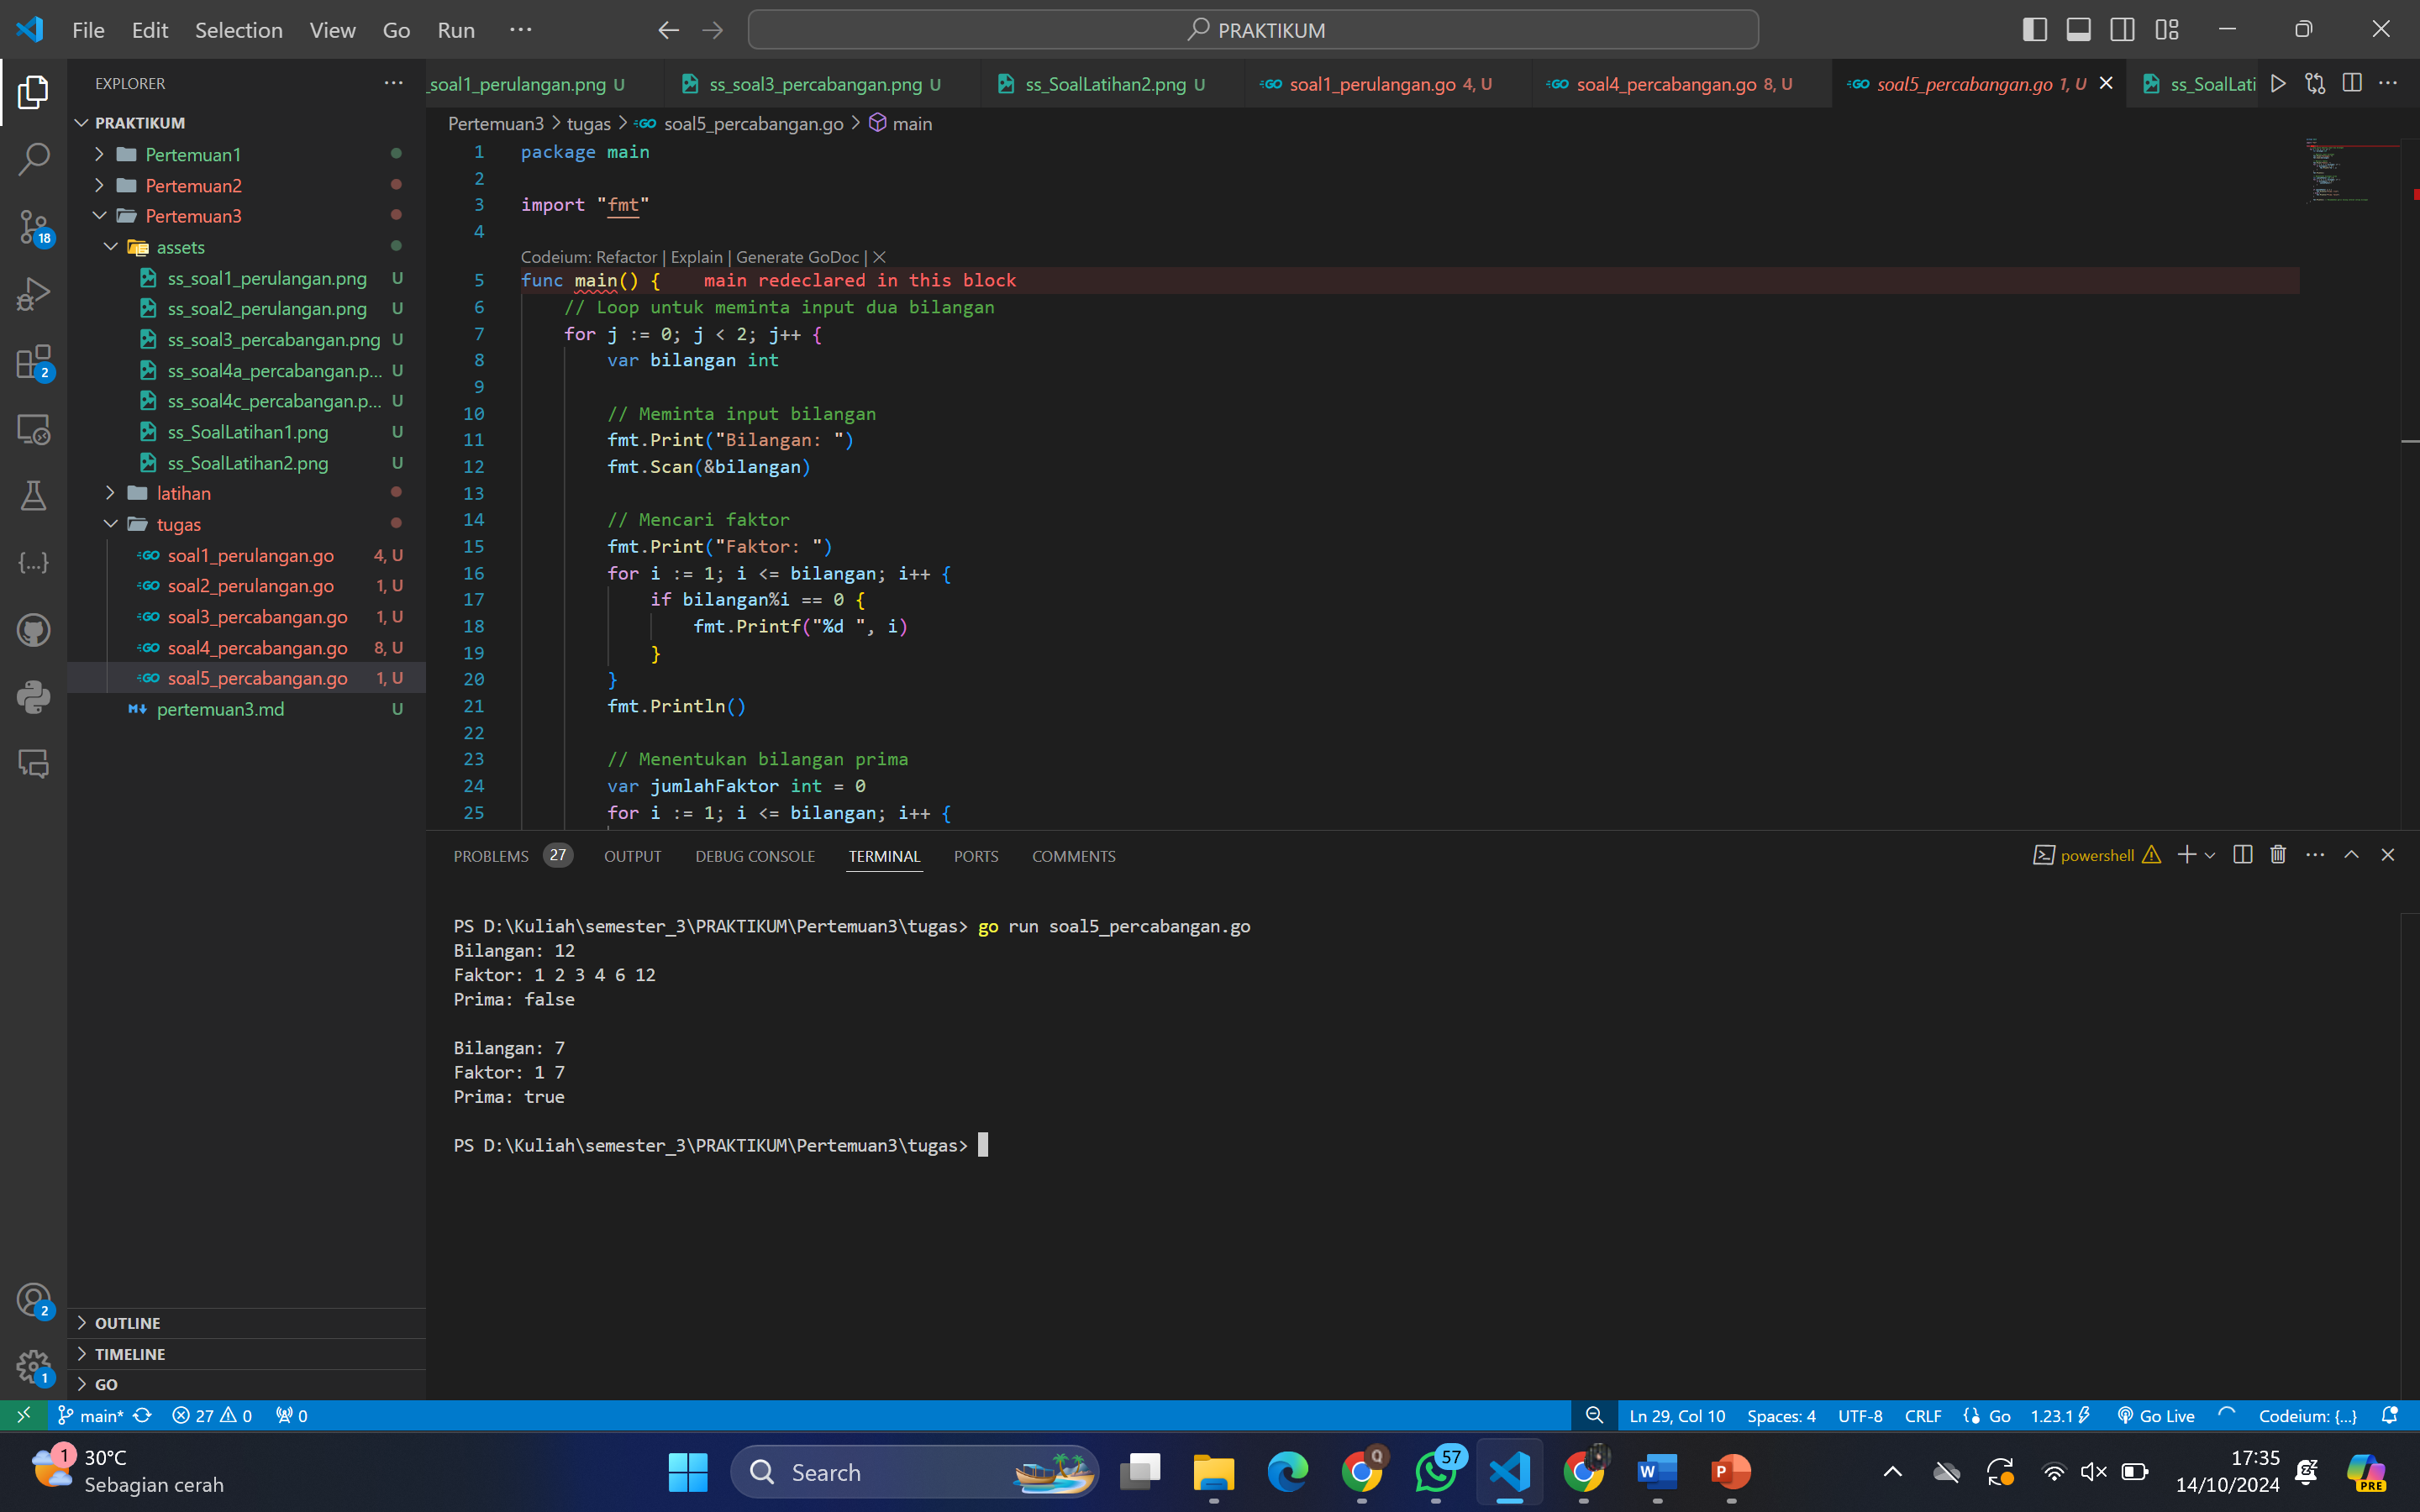 File Edit Selection View Go Run ···
PRAKTIKUM
EXPLORER
PRAKTIKUM
Pertemuan1
Pertemuan2
Pertemuan3
assets
ss_soal1_perulangan.png U
ss_soal2_perulangan.png U
ss_soal3_percabangan.png U
ss_soal4a_percabangan.p... U
ss_soal4c_percabangan.p... U
ss_SoalLatihan1.png U
ss_SoalLatihan2.png U
latihan
tugas
soal1_perulangan.go 4, U
soal2_perulangan.go 1, U
soal3_percabangan.go 1, U
soal4_percabangan.go 8, U
soal5_percabangan.go 1, U
pertemuan3.md U
OUTLINE
TIMELINE
GO
18
2
2
1
_soal1_perulangan.png U ss_soal3_percabangan.png U ss_SoalLatihan2.png U soal1_perulangan.go 4, U soal4_percabangan.go 8, U soal5_percabangan.go 1, U ss_SoalLati
Pertemuan3 > tugas > soal5_percabangan.go > main
1 package main
2
3 import "fmt"
4
Codeium: Refactor | Explain | Generate GoDoc | ×
5 func main() { main redeclared in this block
6 // Loop untuk meminta input dua bilangan
7 for j := 0; j < 2; j++ {
8 var bilangan int
9
10 // Meminta input bilangan
11 fmt.Print("Bilangan: ")
12 fmt.Scan(&bilangan)
13
14 // Mencari faktor
15 fmt.Print("Faktor: ")
16 for i := 1; i <= bilangan; i++ {
17 if bilangan%i == 0 {
18 fmt.Printf("%d ", i)
19 }
20 }
21 fmt.Println()
22
23 // Menentukan bilangan prima
24 var jumlahFaktor int = 0
25 for i := 1; i <= bilangan; i++ {
PROBLEMS 27 OUTPUT DEBUG CONSOLE TERMINAL PORTS COMMENTS
powershell
PS D:\Kuliah\semester_3\PRAKTIKUM\Pertemuan3\tugas> go run soal5_percabangan.go
Bilangan: 12
Faktor: 1 2 3 4 6 12
Prima: false
Bilangan: 7
Faktor: 1 7
Prima: true
PS D:\Kuliah\semester_3\PRAKTIKUM\Pertemuan3\tugas>
main* 27 0 0
Ln 29, Col 10 Spaces: 4 UTF-8 CRLF Go 1.23.1 Go Live Codeium: {...}
1
30°C
Sebagian cerah
Search
Q
57
W
P
17:35
14/10/2024
PRE